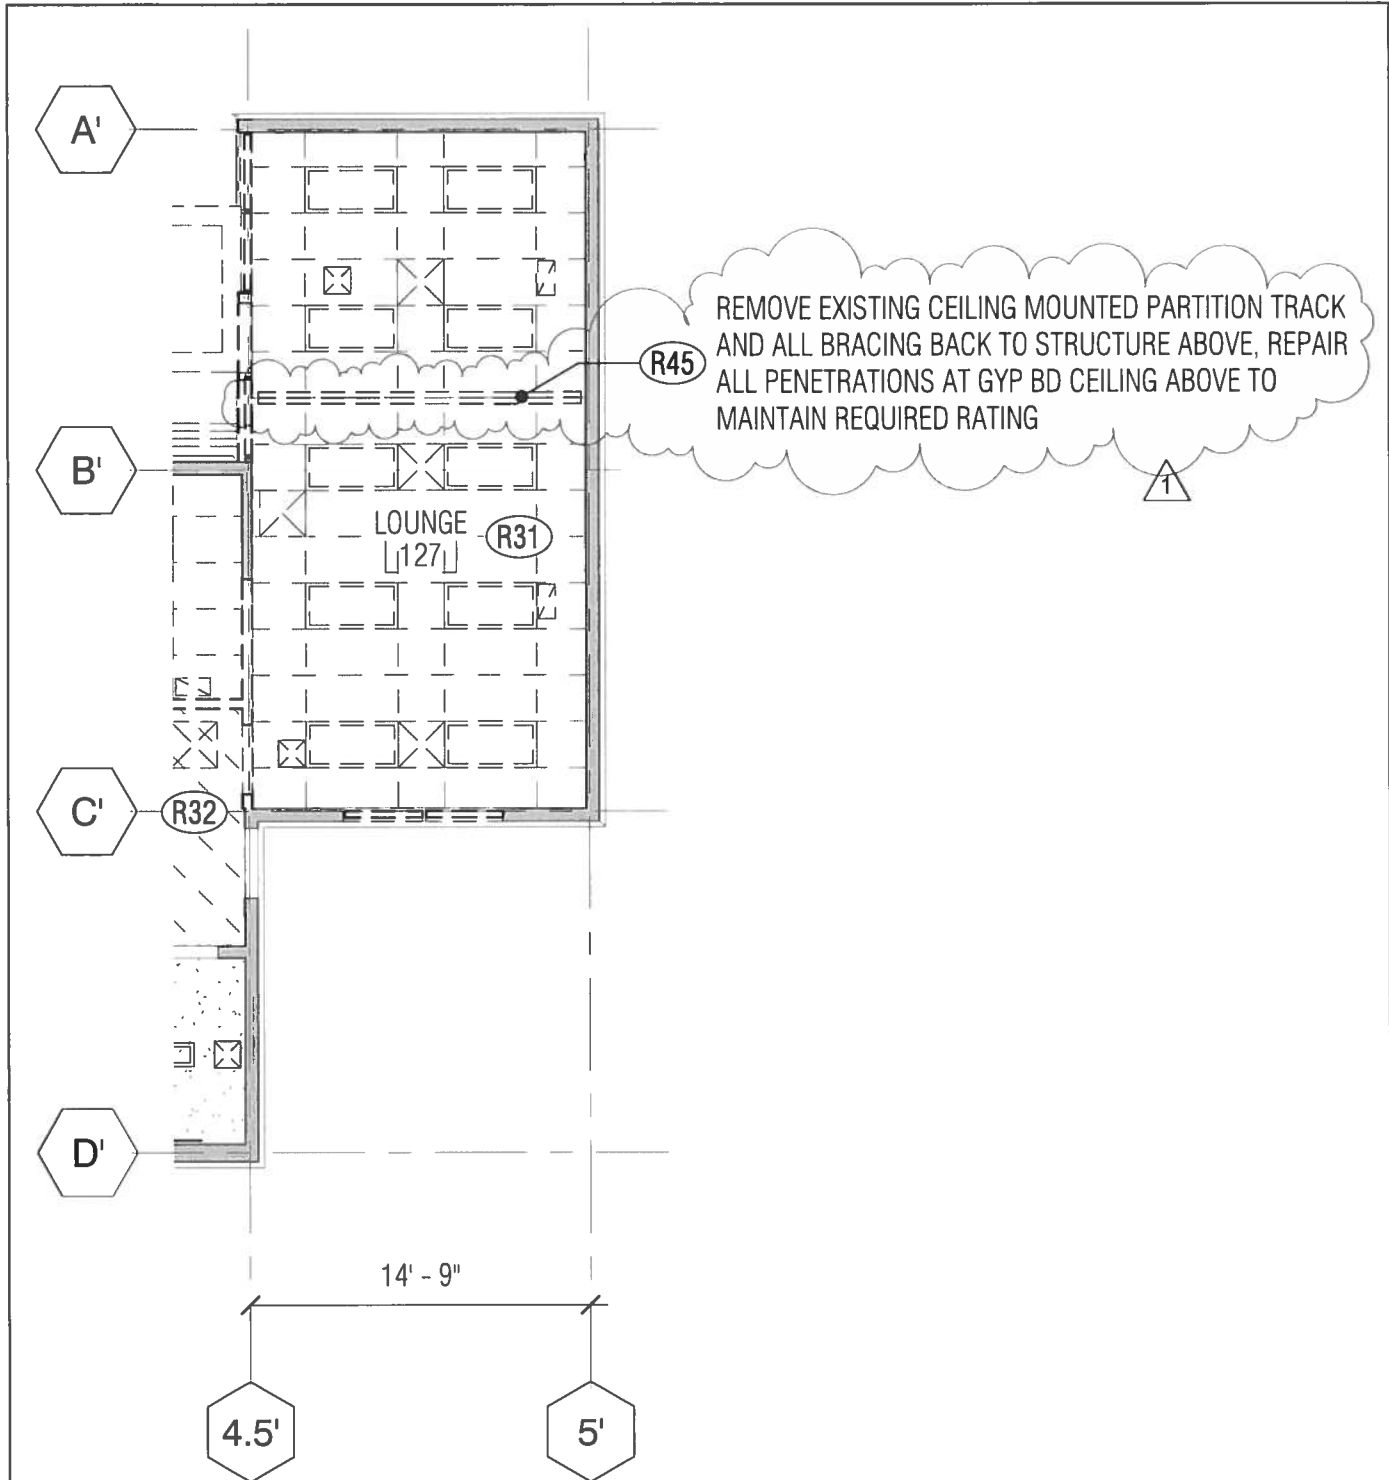 A'
REMOVE EXISTING CEILING MOUNTED PARTITION TRACK
R45
AND ALL BRACING BACK TO STRUCTURE ABOVE, REPAIR
ALL PENETRATIONS AT GYP BD CEILING ABOVE TO
MAINTAIN REQUIRED RATING
B'
1
LOUNGE
R31
127
C'
R32
D'
14' - 9"
4.5'
5'